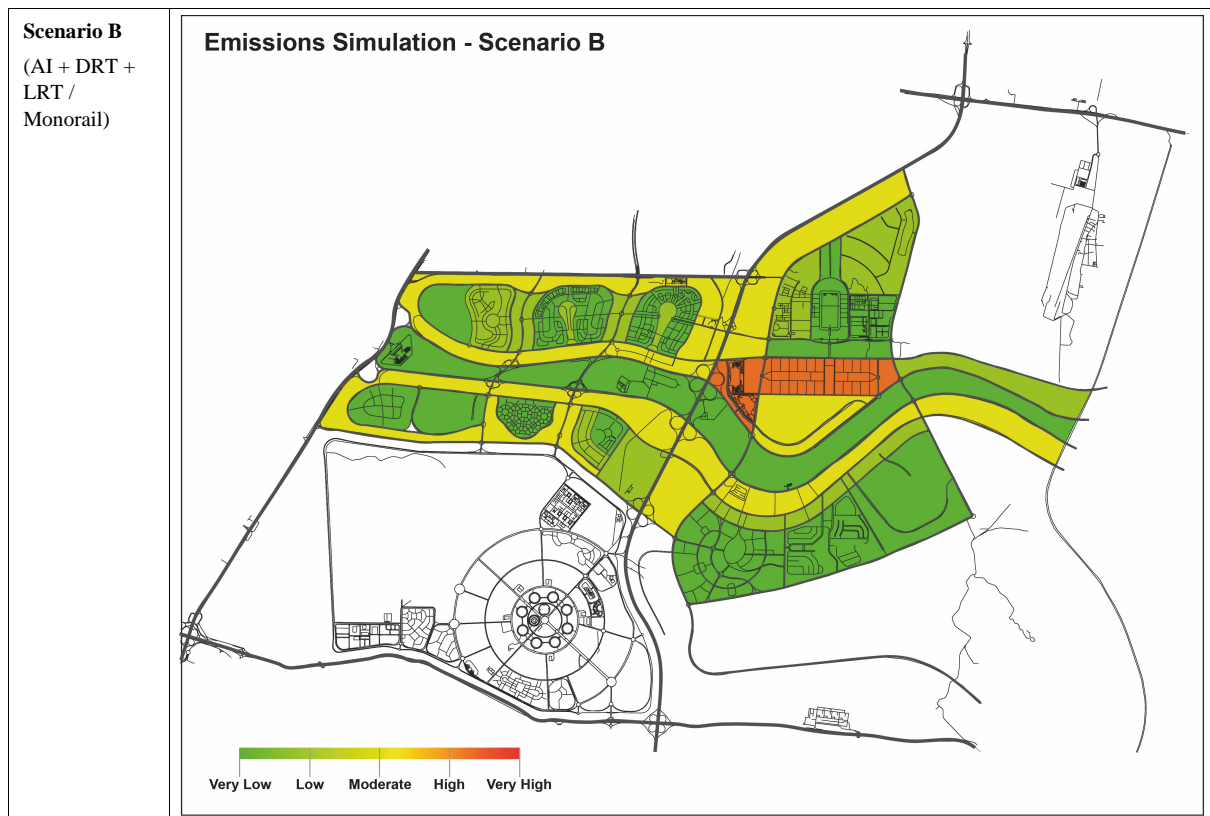 Scenario B
(AI + DRT +
LRT /
Monorail)
Emissions Simulation - Scenario B
Very Low
Low
Moderate
High
Very High